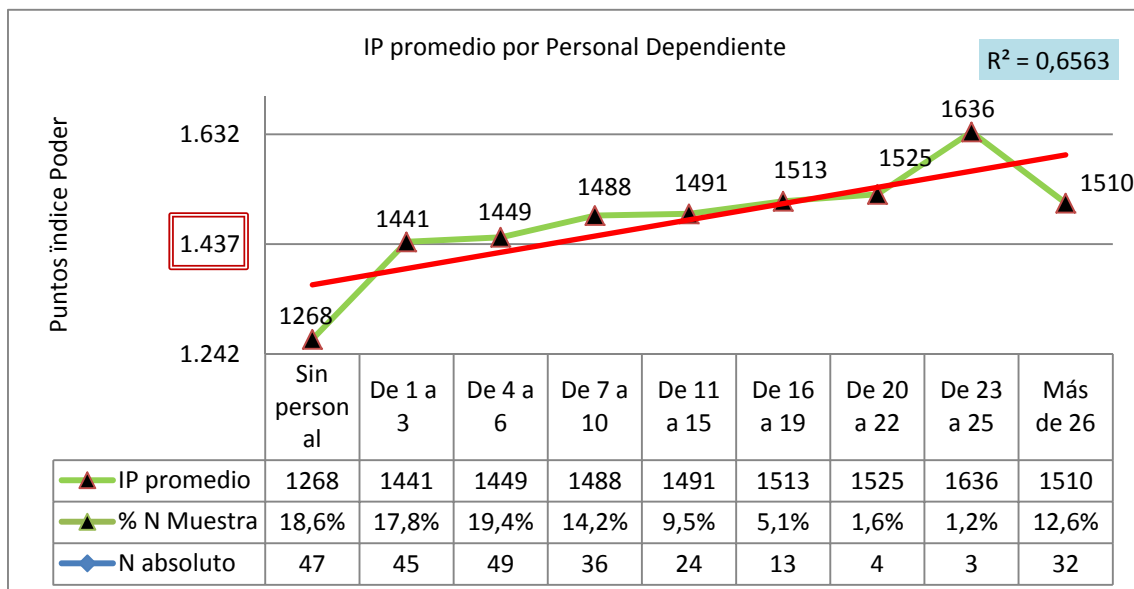 IP promedio por Personal Dependiente
R² = 0,6563
Puntos ïndice Poder
1.632
1.437
1.242
1268
1441
1449
1488
1491
1513
1525
1636
1510
Sin
person
al
De 1 a
3
De 4 a
6
De 7 a
10
De 11
a 15
De 16
a 19
De 20
a 22
De 23
a 25
Más
de 26
IP promedio 1268 1441 1449 1488 1491 1513 1525 1636 1510
% N Muestra 18,6% 17,8% 19,4% 14,2% 9,5% 5,1% 1,6% 1,2% 12,6%
N absoluto 47 45 49 36 24 13 4 3 32